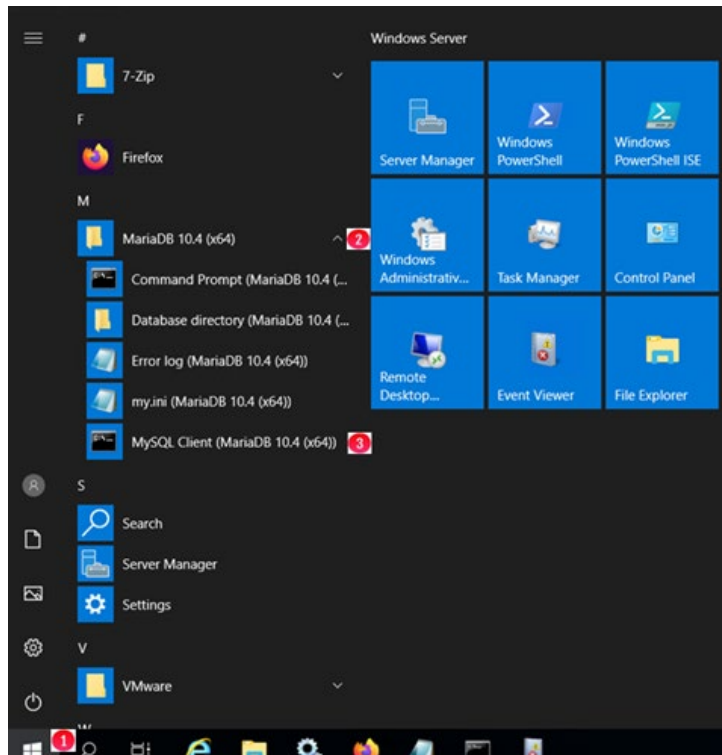 #
7-Zip
F
Firefox
M
MariaDB 10.4 (x64)
2
Command Prompt (MariaDB 10.4 (...
Database directory (MariaDB 10.4 (...
Error log (MariaDB 10.4 (x64))
my.ini (MariaDB 10.4 (x64))
MySQL Client (MariaDB 10.4 (x64))
3
S
Search
Server Manager
Settings
V
VMware
W
1
Windows Server
Server Manager
Windows
PowerShell
Windows
PowerShell ISE
Windows
Administrativ...
Task Manager
Control Panel
Remote
Desktop...
Event Viewer
File Explorer